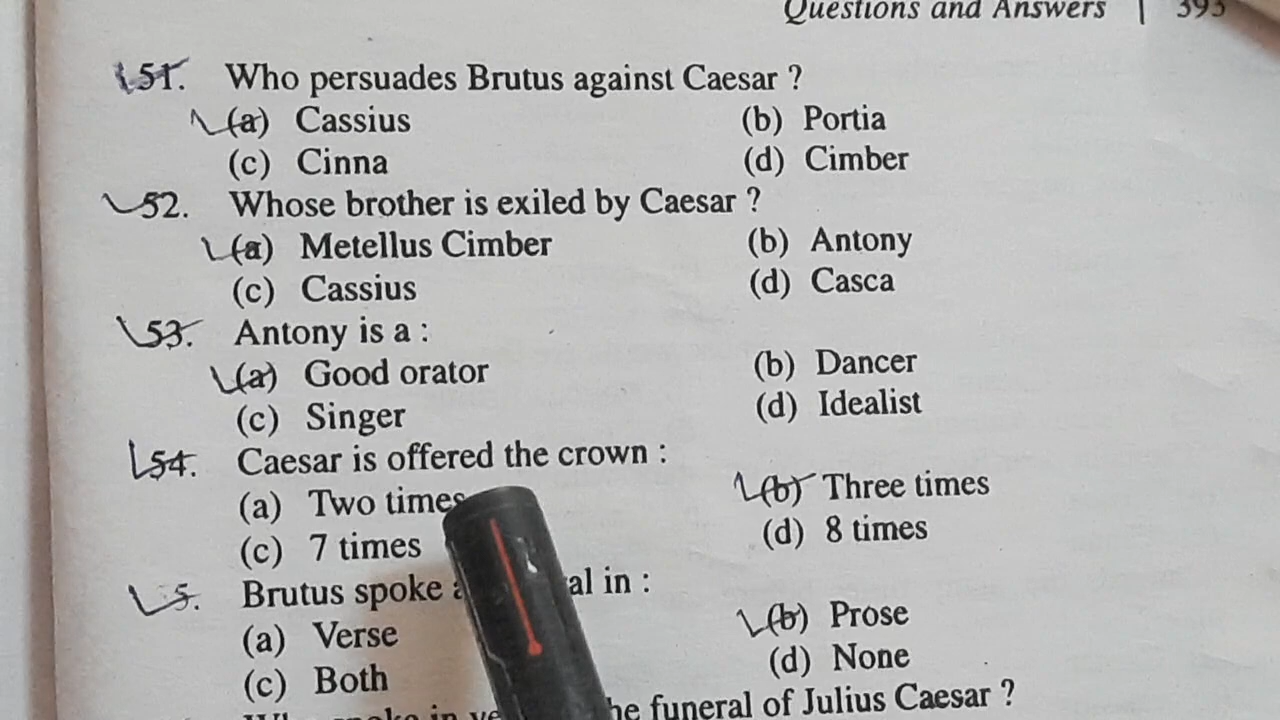 Questions and Answers | 393
51. Who persuades Brutus against Caesar ?
(a) Cassius (b) Portia
(c) Cinna (d) Cimber
52. Whose brother is exiled by Caesar ?
(a) Metellus Cimber (b) Antony
(c) Cassius (d) Casca
53. Antony is a :
(a) Good orator (b) Dancer
(c) Singer (d) Idealist
54. Caesar is offered the crown :
(a) Two times (b) Three times
(c) 7 times (d) 8 times
5. Brutus spoke al in :
(a) Verse (b) Prose
(c) Both (d) None
in funeral of Julius Caesar ?